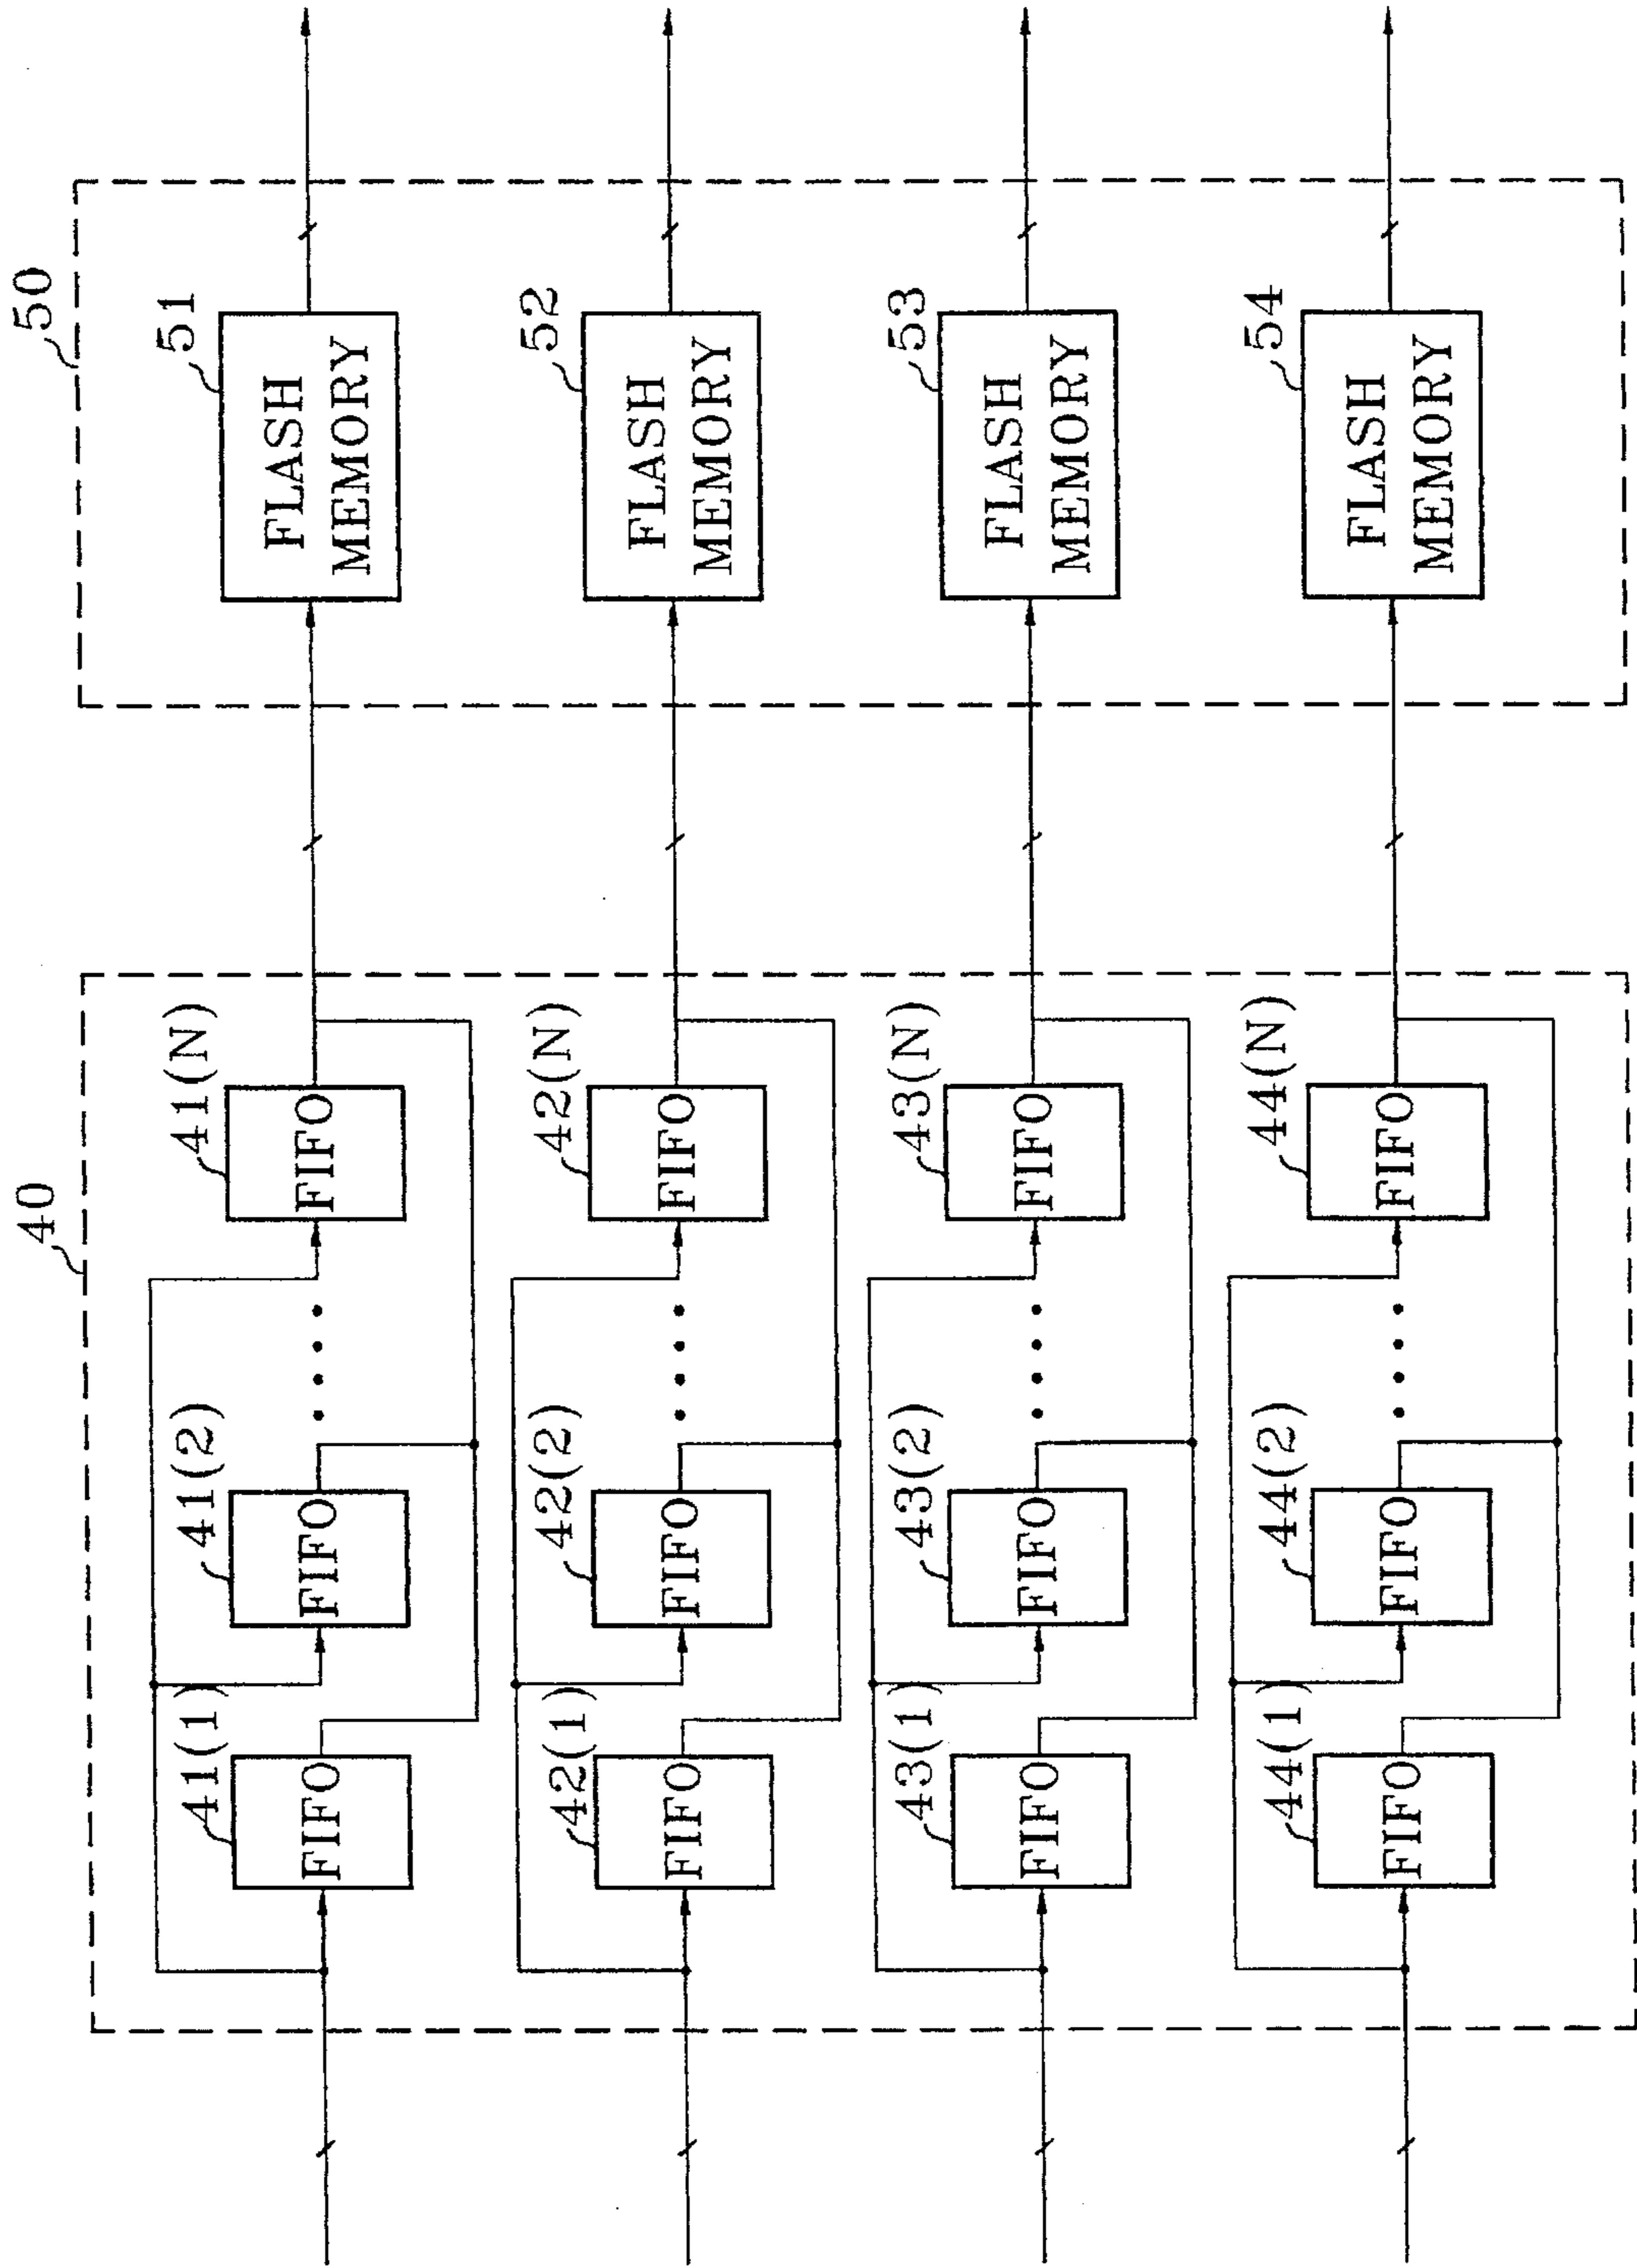 40
50
41(1)
FIFO
41(2)
FIFO
41(N)
FIFO
51
FLASH
MEMORY
42(1)
FIFO
42(2)
FIFO
42(N)
FIFO
52
FLASH
MEMORY
43(1)
FIFO
43(2)
FIFO
43(N)
FIFO
53
FLASH
MEMORY
44(1)
FIFO
44(2)
FIFO
44(N)
FIFO
54
FLASH
MEMORY